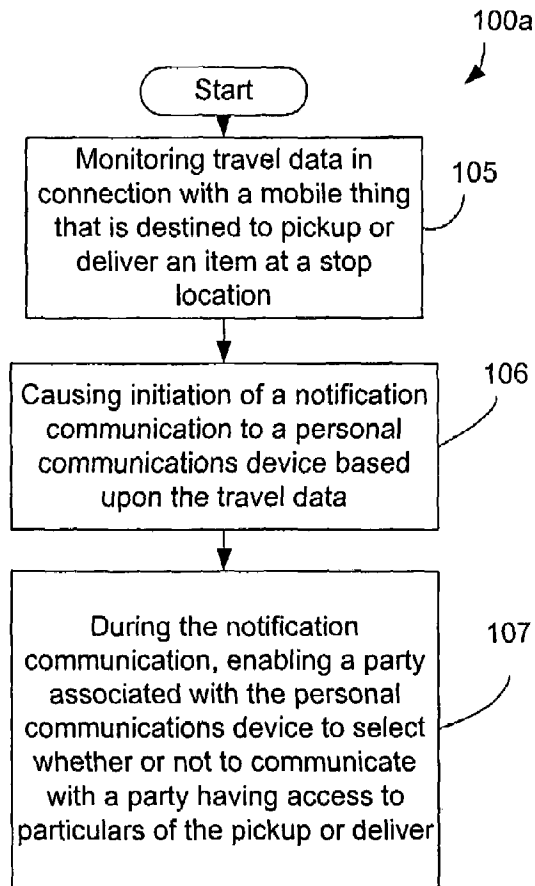 100a
Start
Monitoring travel data in
connection with a mobile thing
that is destined to pickup or
deliver an item at a stop
location
105
Causing initiation of a notification
communication to a personal
communications device based
upon the travel data
106
During the notification
communication, enabling a party
associated with the personal
communications device to select
whether or not to communicate
with a party having access to
particulars of the pickup or deliver
107